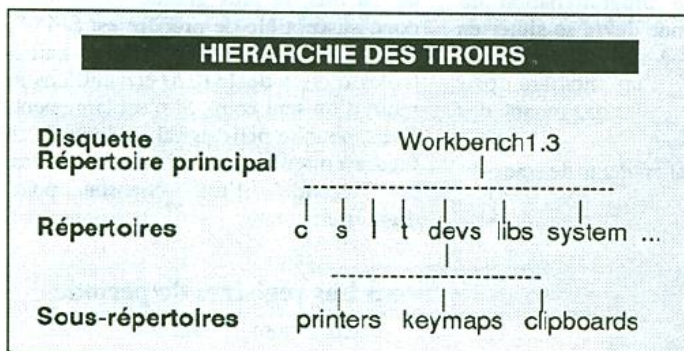 HIERARCHIE DES TIROIRS
Disquette Workbench1.3
Répertoire principal
Répertoires c s l t devs libs system ...
Sous-répertoires printers keymaps clipboards